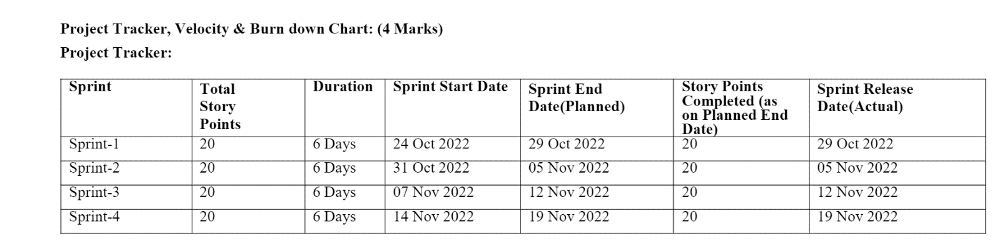 Project Tracker, Velocity & Burn down Chart: (4 Marks)
Project Tracker:
Sprint Total Story Points Duration Sprint Start Date Sprint End Date(Planned) Story Points Completed (as on Planned End Date) Sprint Release Date(Actual)
Sprint-1 20 6 Days 24 Oct 2022 29 Oct 2022 20 29 Oct 2022
Sprint-2 20 6 Days 31 Oct 2022 05 Nov 2022 20 05 Nov 2022
Sprint-3 20 6 Days 07 Nov 2022 12 Nov 2022 20 12 Nov 2022
Sprint-4 20 6 Days 14 Nov 2022 19 Nov 2022 20 19 Nov 2022